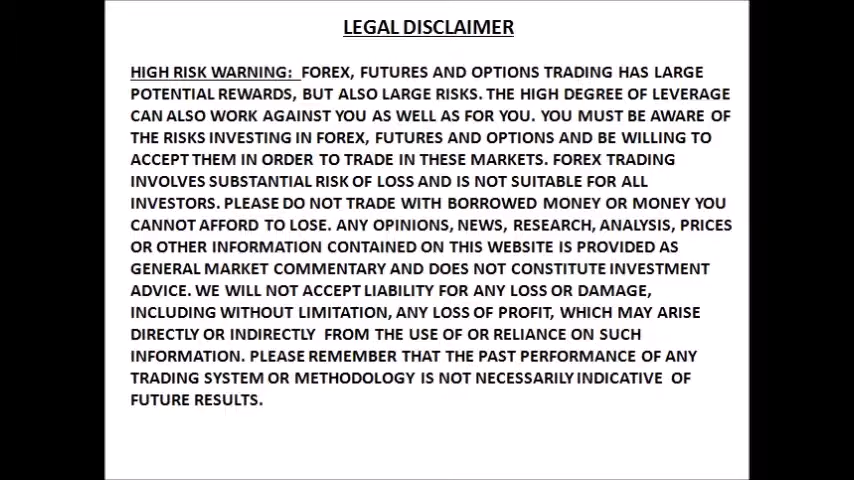 LEGAL DISCLAIMER
HIGH RISK WARNING: FOREX, FUTURES AND OPTIONS TRADING HAS LARGE
POTENTIAL REWARDS, BUT ALSO LARGE RISKS. THE HIGH DEGREE OF LEVERAGE
CAN ALSO WORK AGAINST YOU AS WELL AS FOR YOU. YOU MUST BE AWARE OF
THE RISKS INVESTING IN FOREX, FUTURES AND OPTIONS AND BE WILLING TO
ACCEPT THEM IN ORDER TO TRADE IN THESE MARKETS. FOREX TRADING
INVOLVES SUBSTANTIAL RISK OF LOSS AND IS NOT SUITABLE FOR ALL
INVESTORS. PLEASE DO NOT TRADE WITH BORROWED MONEY OR MONEY YOU
CANNOT AFFORD TO LOSE. ANY OPINIONS, NEWS, RESEARCH, ANALYSIS, PRICES
OR OTHER INFORMATION CONTAINED ON THIS WEBSITE IS PROVIDED AS
GENERAL MARKET COMMENTARY AND DOES NOT CONSTITUTE INVESTMENT
ADVICE. WE WILL NOT ACCEPT LIABILITY FOR ANY LOSS OR DAMAGE,
INCLUDING WITHOUT LIMITATION, ANY LOSS OF PROFIT, WHICH MAY ARISE
DIRECTLY OR INDIRECTLY FROM THE USE OF OR RELIANCE ON SUCH
INFORMATION. PLEASE REMEMBER THAT THE PAST PERFORMANCE OF ANY
TRADING SYSTEM OR METHODOLOGY IS NOT NECESSARILY INDICATIVE OF
FUTURE RESULTS.